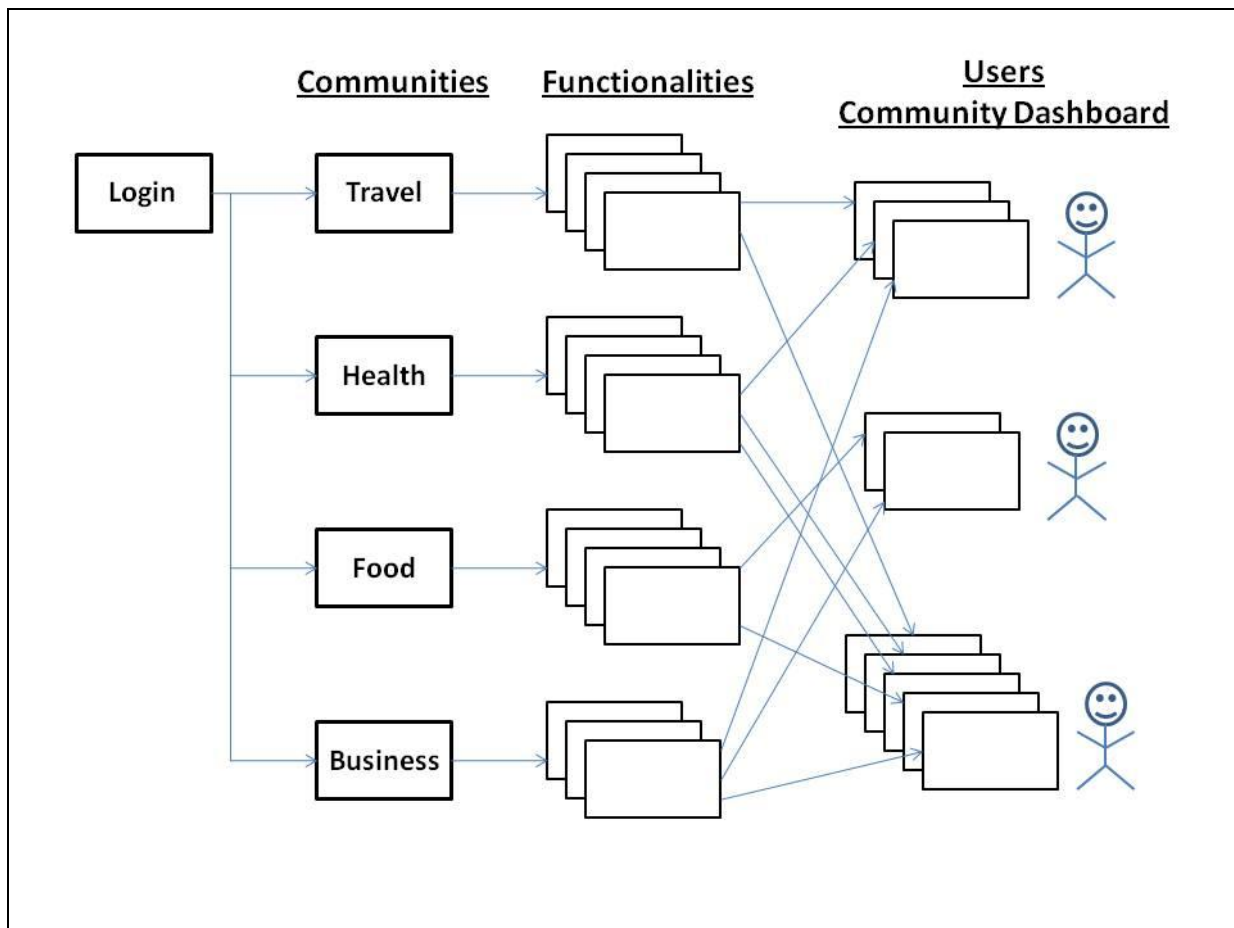 Communities
Functionalities
Users
Community Dashboard
Login
Travel
Health
Food
Business